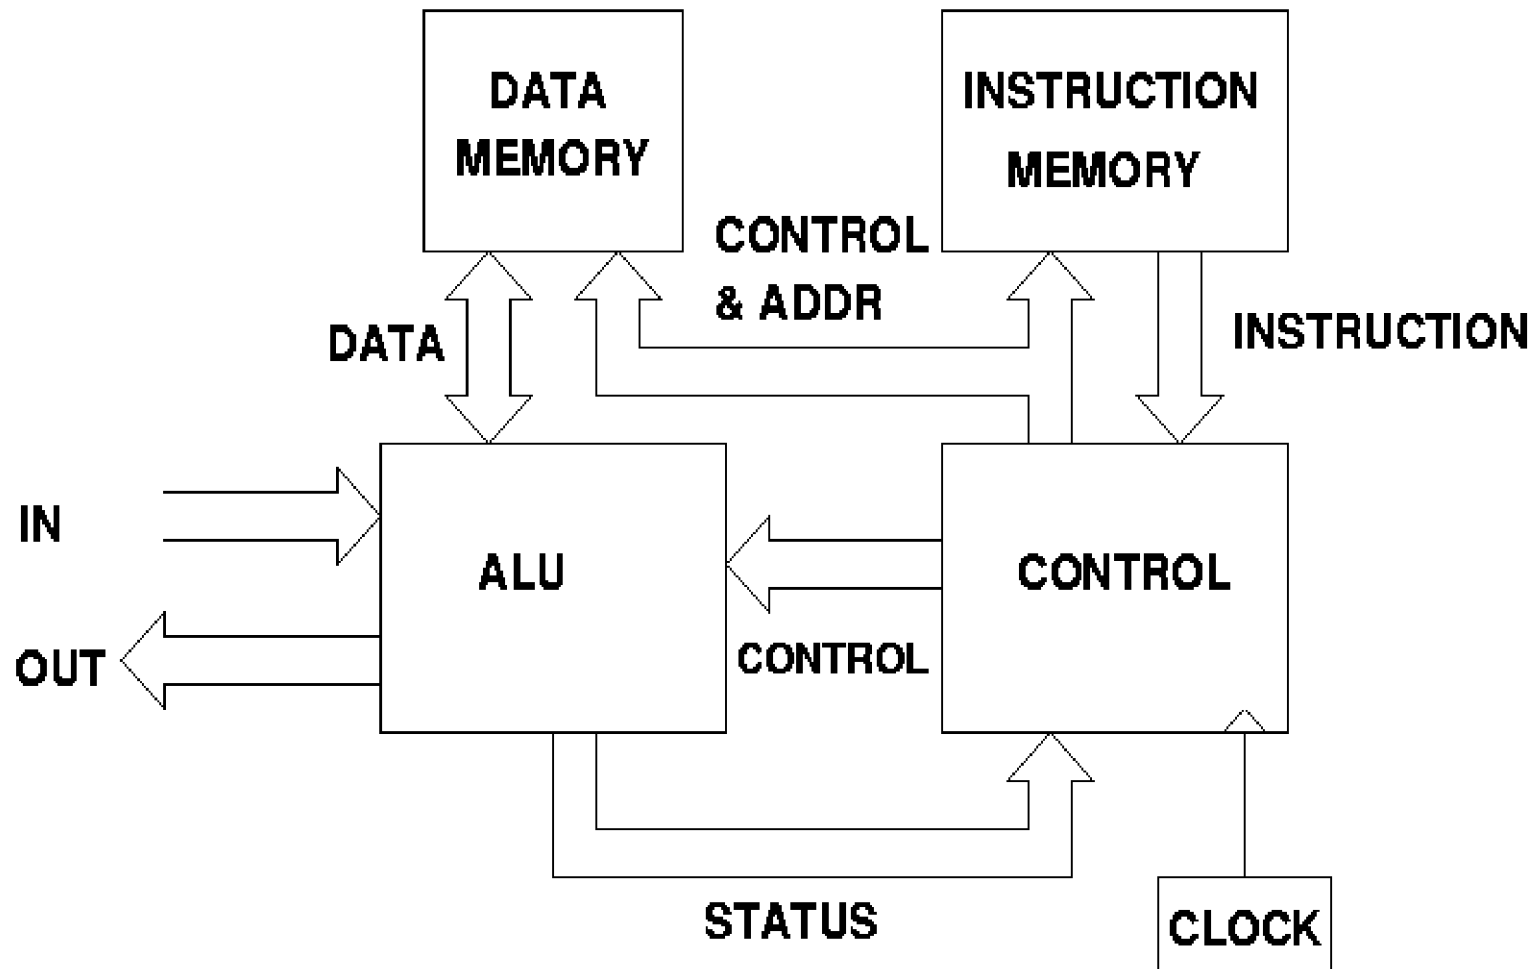 DATA
MEMORY
INSTRUCTION
MEMORY
CONTROL
& ADDR
DATA
INSTRUCTION
IN
ALU
CONTROL
OUT
CONTROL
STATUS
CLOCK